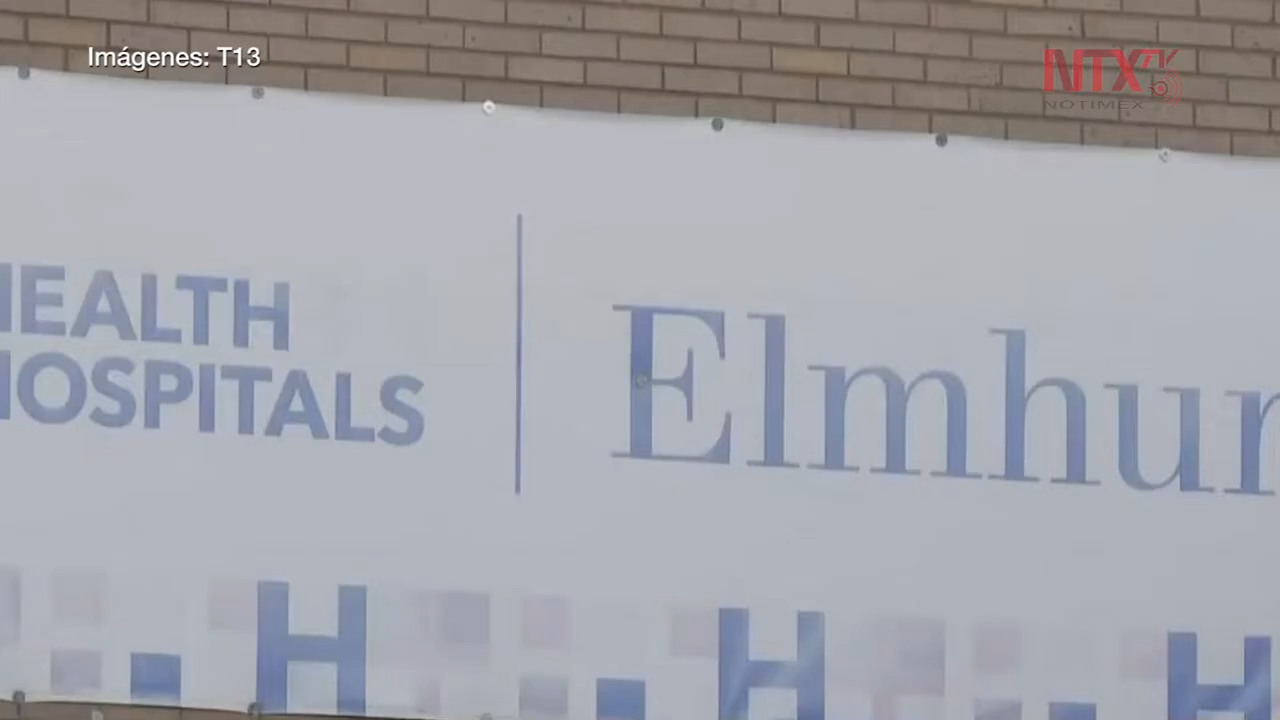 Imágenes: T13
NTX
NOTIMEX
HEALTH
HOSPITALS
Elmhur
H H H